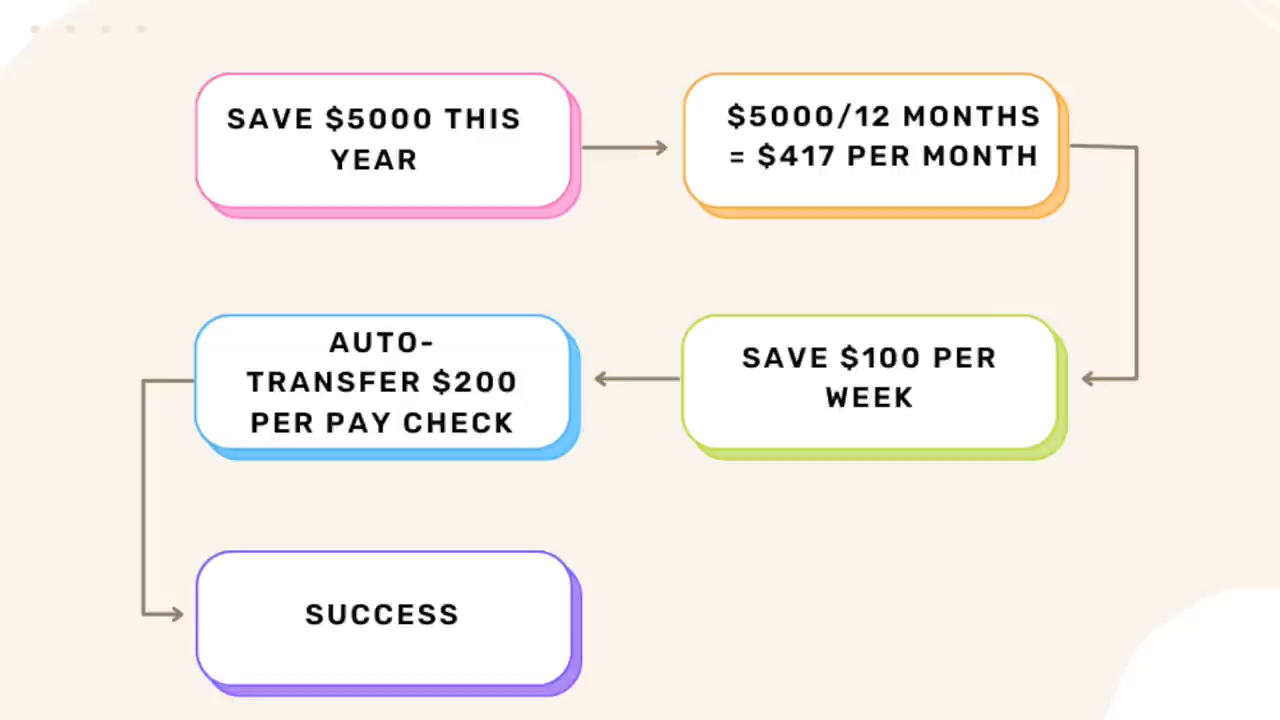 SAVE $5000 THIS
YEAR
$5000/12 MONTHS
= $417 PER MONTH
SAVE $100 PER
WEEK
AUTO-
TRANSFER $200
PER PAY CHECK
SUCCESS